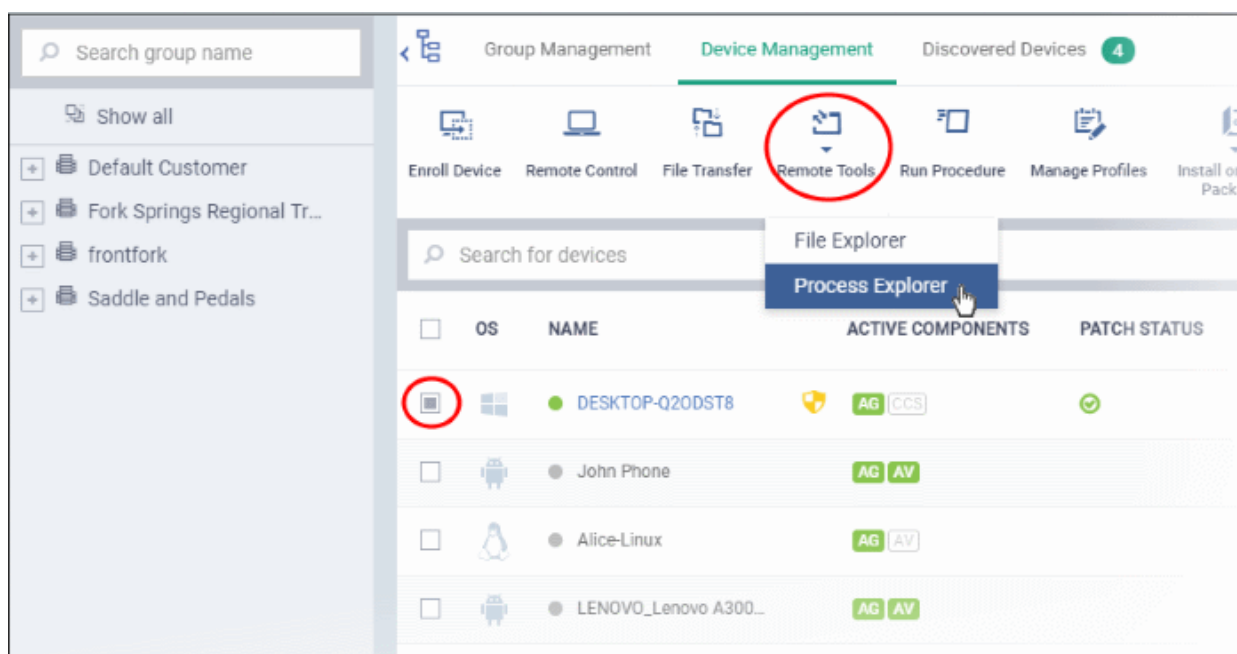 Search group name
Show all
Default Customer
Fork Springs Regional Tr...
frontfork
Saddle and Pedals
Group Management Device Management Discovered Devices 4
Enroll Device Remote Control File Transfer Remote Tools Run Procedure Manage Profiles Install o
Pack
File Explorer
Search for devices
Process Explorer
OS NAME ACTIVE COMPONENTS PATCH STATUS
DESKTOP-Q2ODST8 AG CCS
John Phone AG AV
Alice-Linux AG AV
LENOVO_Lenovo A300... AG AV